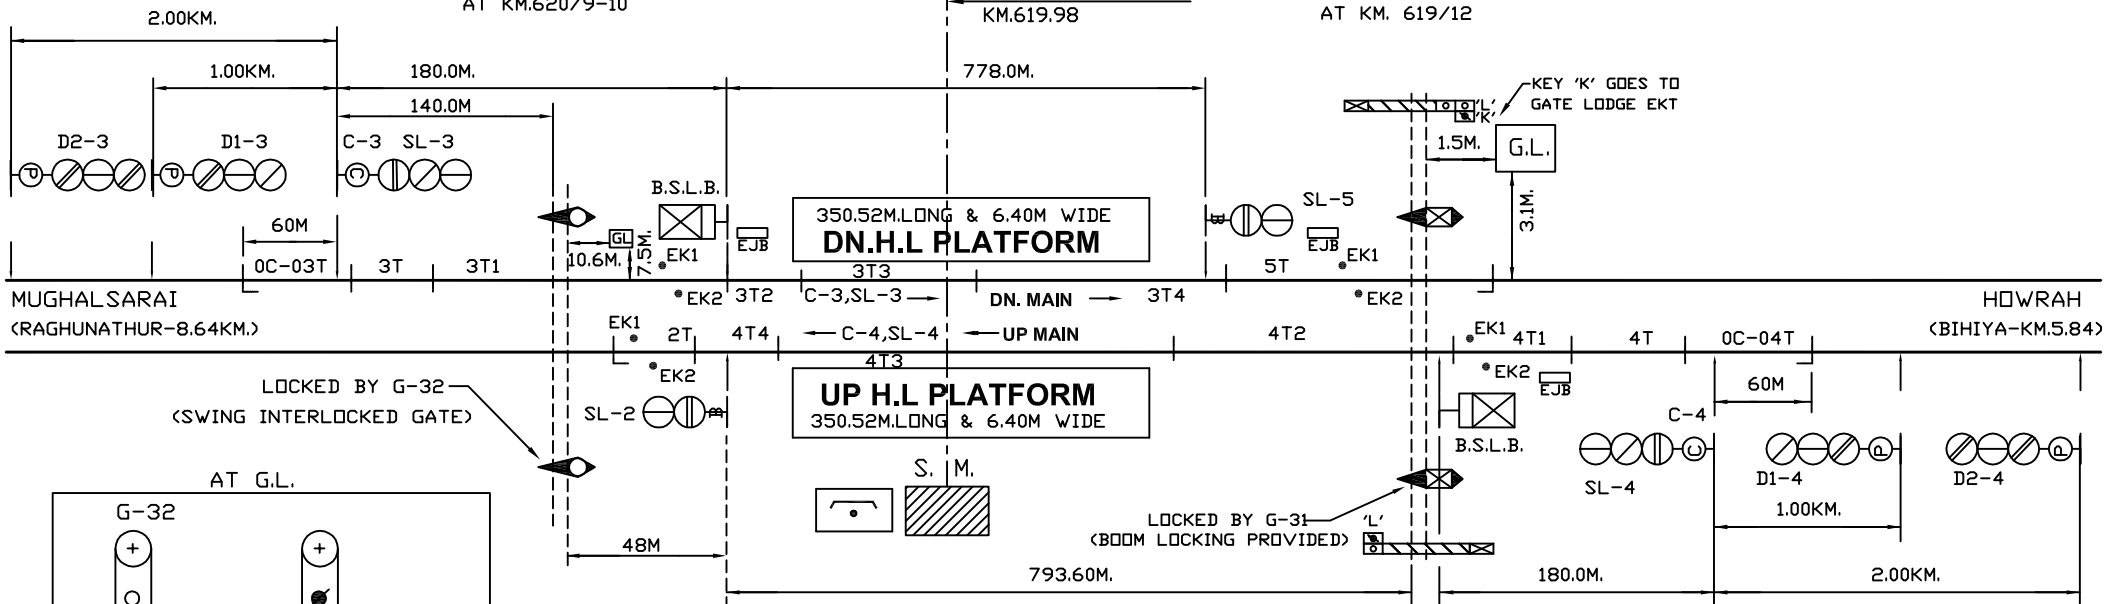 AT KM.620/9-10
KM.619.98
AT KM. 619/12
2.00KM.
1.00KM.
180.0M.
778.0M.
140.0M
KEY 'K' GOES TO
GATE LODGE EKT
'L'
'K'
1.5M.
G.L.
D2-3
D1-3
C-3 SL-3
P
P
C
B.S.L.B.
SL-5
B
3.1M.
350.52M.LONG & 6.40M WIDE
DN.H.L PLATFORM
60M
GL
10.6M.
7.5M.
EK1
EJB
EJB
EK1
0C-03T
3T
3T1
3T3
5T
MUGHALSARAI
(RAGHUNATHUR-8.64KM.)
EK2
3T2
C-3,SL-3
DN. MAIN
3T4
EK2
HOWRAH
(BIHIYA-KM.5.84)
EK1
2T
4T4
C-4,SL-4
UP MAIN
4T2
EK1
4T1
4T
0C-04T
4T3
EK2
EK2
EJB
60M
LOCKED BY G-32
(SWING INTERLOCKED GATE)
SL-2
B
UP H.L PLATFORM
350.52M.LONG & 6.40M WIDE
B.S.L.B.
C-4
C
P
P
SL-4
D1-4
D2-4
S. M.
AT G.L.
G-32
LOCKED BY G-31
(BOOM LOCKING PROVIDED)
'L'
1.00KM.
48M
793.60M.
180.0M.
2.00KM.